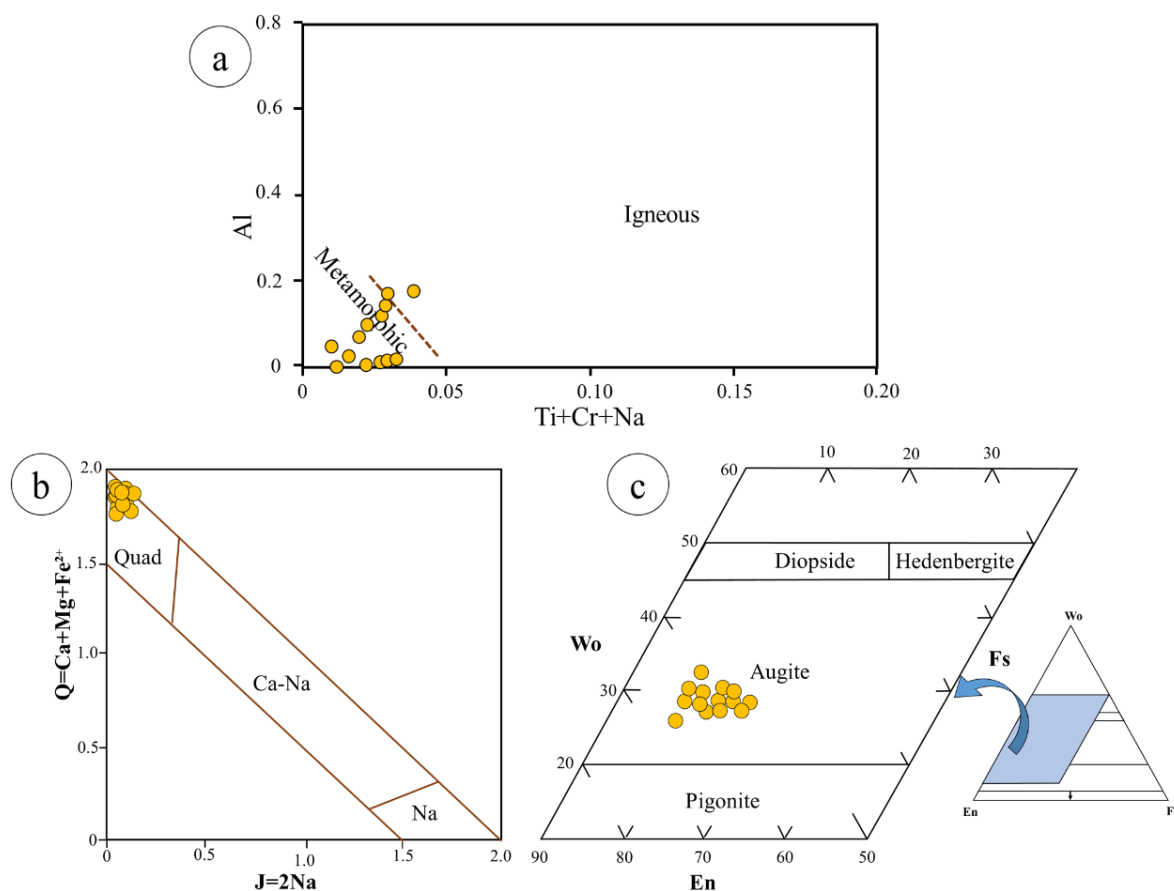 a
0.8
0.6
0.4
0.2
0
Al
Igneous
Metamorphic
0
0.05
0.10
0.15
0.20
Ti+Cr+Na
b
2.0
1.5
1.0
0.5
0
Q=Ca+Mg+Fe²⁺
Quad
Ca-Na
Na
0
0.5
1.0
1.5
2.0
J=2Na
c
10
20
30
60
50
40
30
20
Wo
Diopside
Hedenbergite
Augite
Pigonite
Fs
90
80
70
60
50
En
Wo
En
F